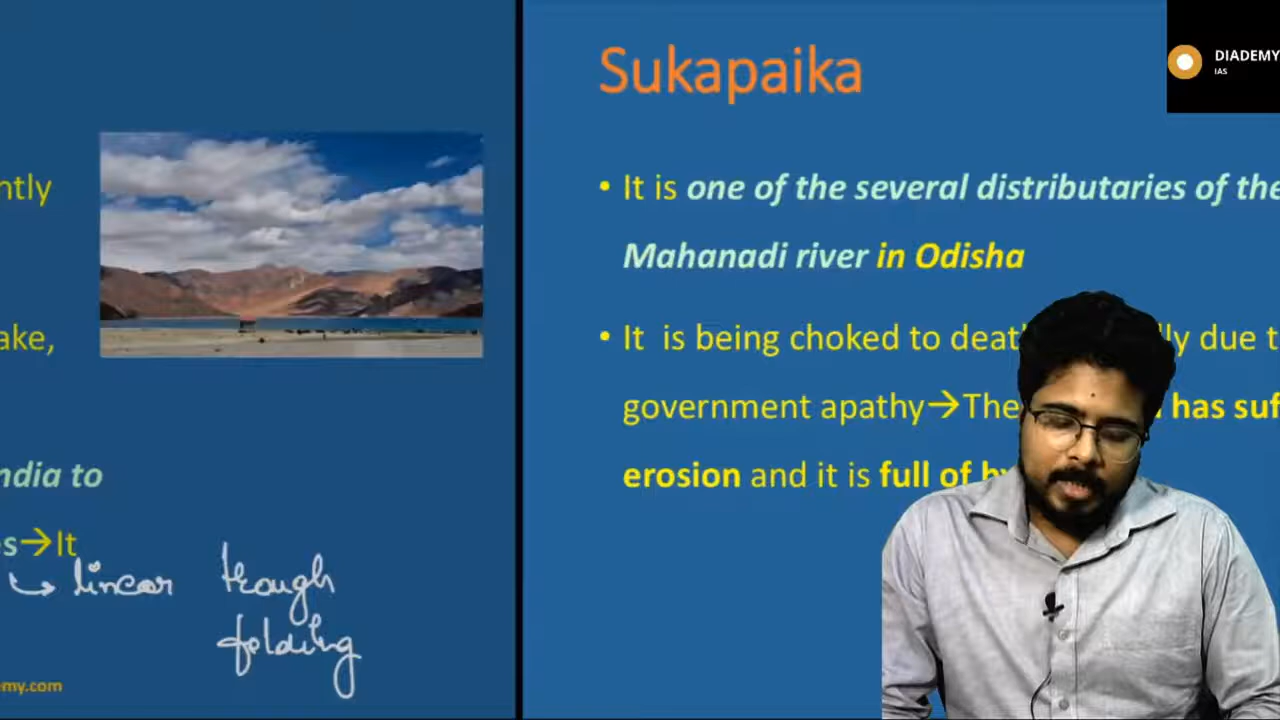 ntly
ake,
ndia to
es→It
linear trough
folding
emy.com
Sukapaika
• It is one of the several distributaries of the
Mahanadi river in Odisha
• It is being choked to deat lly due t
government apathy→The has suf
erosion and it is full of
DIADEMY
IAS